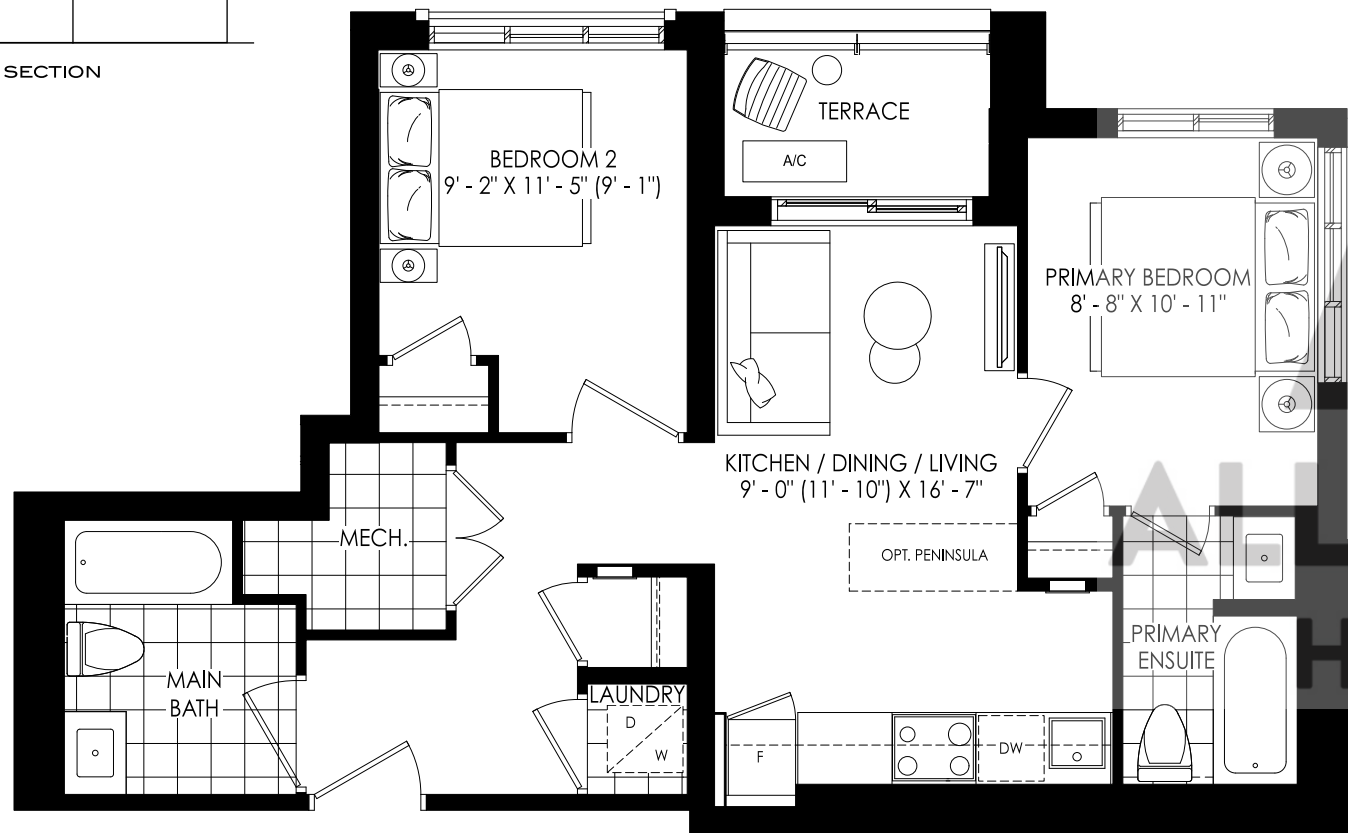 SECTION
TERRACE
A/C
BEDROOM 2
9' - 2" X 11' - 5" (9' - 1")
PRIMARY BEDROOM
8' - 8" X 10' - 11"
KITCHEN / DINING / LIVING
9' - 0" (11' - 10") X 16' - 7"
MECH.
OPT. PENINSULA
PRIMARY
ENSUITE
MAIN
BATH
LAUNDRY
D
W
F
DW
AL
H